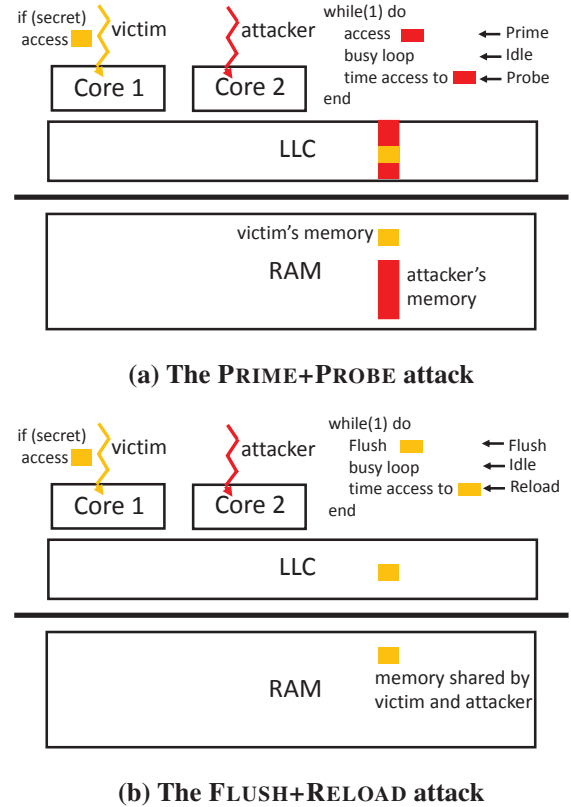 if (secret)
access
victim
attacker
while(1) do
access
Prime
busy loop
Idle
time access to
Probe
end
Core 1
Core 2
LLC
victim's memory
RAM
attacker's
memory
(a) The PRIME+PROBE attack
if (secret)
access
victim
attacker
while(1) do
Flush
Flush
busy loop
Idle
time access to
Reload
end
Core 1
Core 2
LLC
RAM
memory shared by
victim and attacker
(b) The FLUSH+RELOAD attack